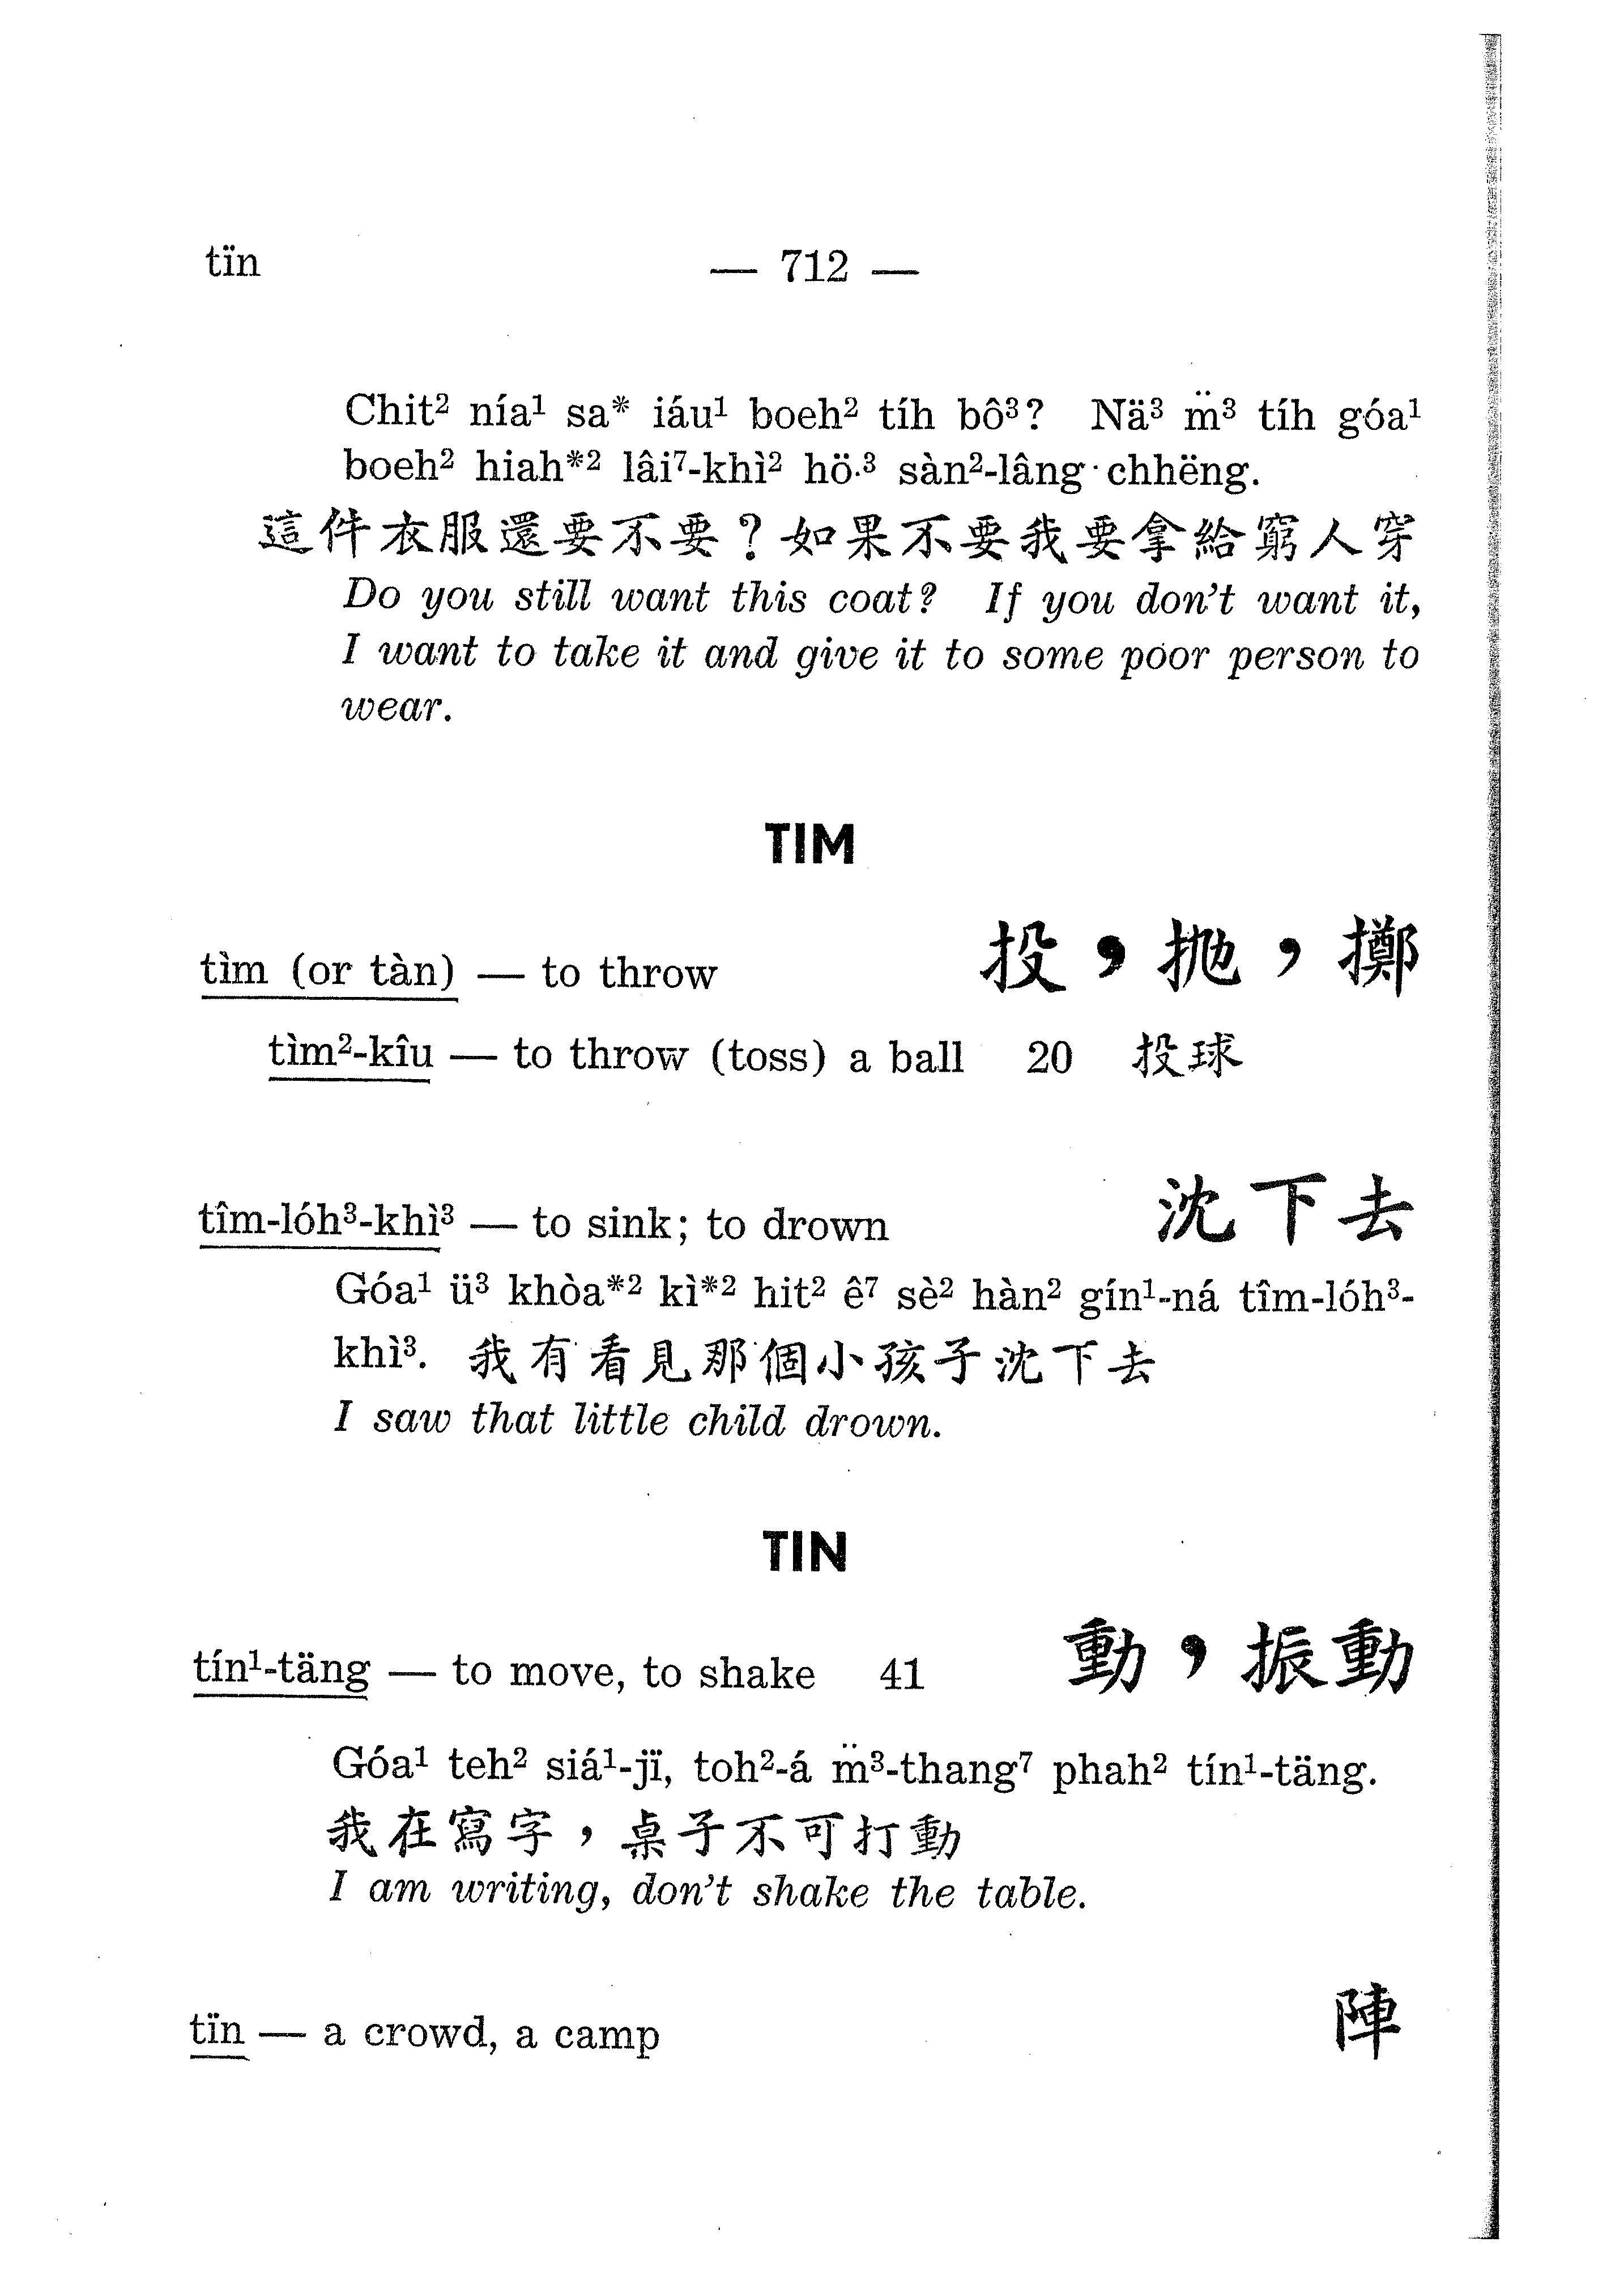 tïn — 712 —
Chit² nía¹ sa* iáu¹ boeh² tíh bô³? Nä³ m̈³ tíh góa¹
boeh² hiah*² lâi⁷-khì² hö·³ sàn²-lâng chhëng.
這件衣服還要不要？如果不要我要拿給窮人穿
Do you still want this coat? If you don't want it,
I want to take it and give it to some poor person to
wear.
TIM
tìm (or tàn) — to throw 投，拋，擲
tìm²-kîu — to throw (toss) a ball 20 投球
tîm-lóh³-khì³ — to sink; to drown 沈下去
Góa¹ ü³ khòa*² kì*² hit² ê⁷ sè² hàn² gín¹-ná tîm-lóh³-
khì³. 我有看見那個小孩子沈下去
I saw that little child drown.
TIN
tín¹-täng — to move, to shake 41 動，振動
Góa¹ teh² siá¹-jï, toh²-á m̈³-thang⁷ phah² tín¹-täng.
我在寫字，桌子不可打動
I am writing, don't shake the table.
tïn — a crowd, a camp 陣